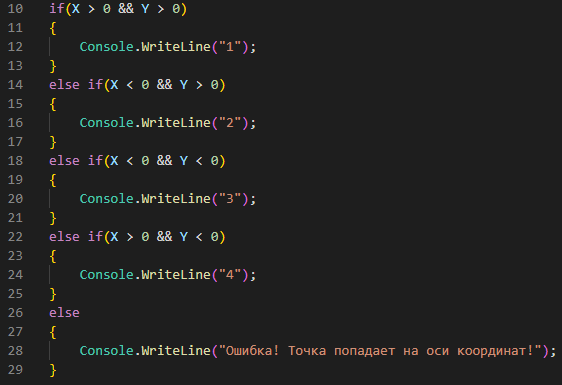 10 if(X > 0 && Y > 0)
11 {
12     Console.WriteLine("1");
13 }
14 else if(X < 0 && Y > 0)
15 {
16     Console.WriteLine("2");
17 }
18 else if(X < 0 && Y < 0)
19 {
20     Console.WriteLine("3");
21 }
22 else if(X > 0 && Y < 0)
23 {
24     Console.WriteLine("4");
25 }
26 else
27 {
28     Console.WriteLine("Ошибка! Точка попадает на оси координат!");
29 }